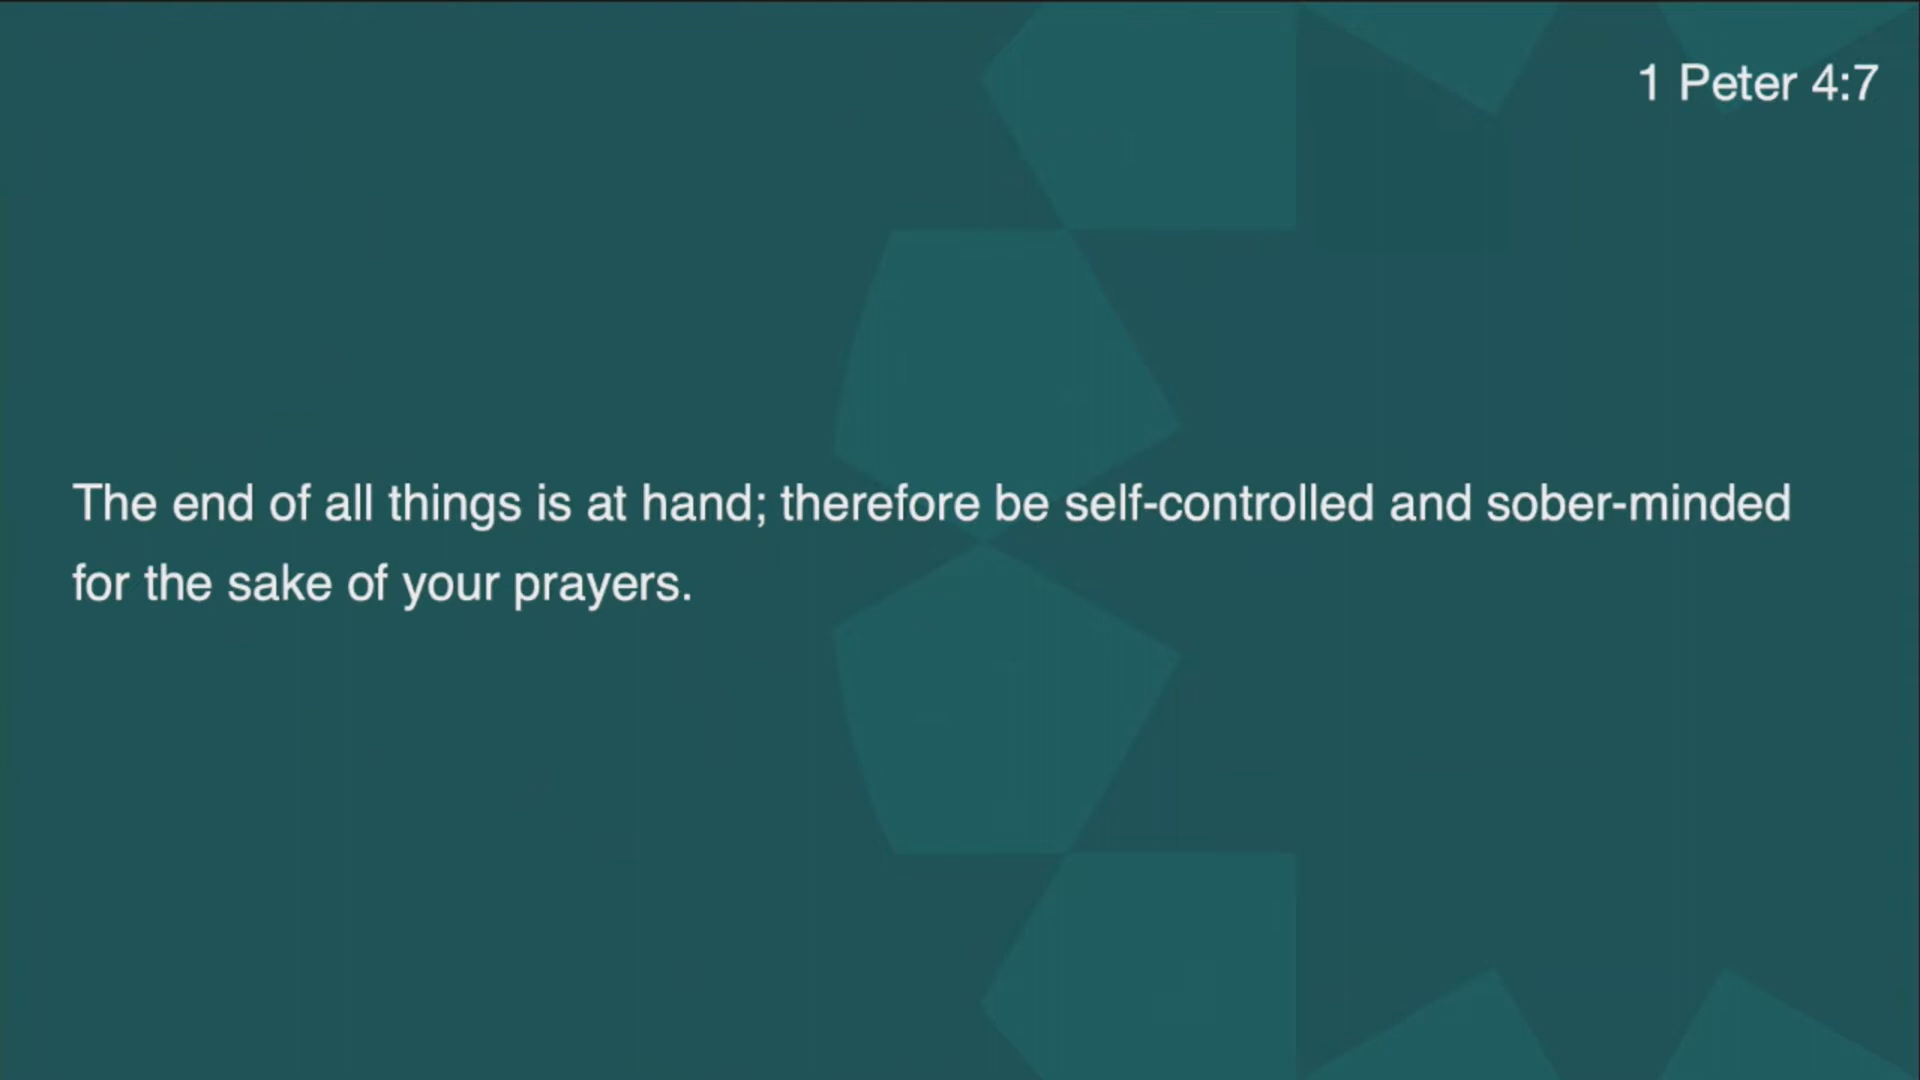 1 Peter 4:7
The end of all things is at hand; therefore be self-controlled and sober-minded
for the sake of your prayers.